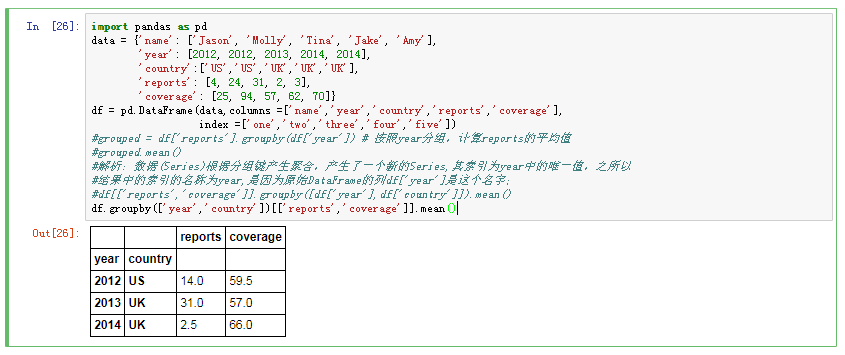 In [26]: import pandas as pd
data = {'name': ['Jason', 'Molly', 'Tina', 'Jake', 'Amy'],
'year': [2012, 2012, 2013, 2014, 2014],
'country':['US','US','UK','UK','UK'],
'reports': [4, 24, 31, 2, 3],
'coverage': [25, 94, 57, 62, 70]}
df = pd.DataFrame(data,columns =['name','year','country','reports','coverage'],
index =['one','two','three','four','five'])
#grouped = df['reports'].groupby(df['year']) # 按照year分组，计算reports的平均值
#grouped.mean()
#解析: 数据(Series)根据分组键产生聚合，产生了一个新的Series,其索引为year中的唯一值，之所以
#结果中的索引的名称为year,是因为原始DataFrame的列df['year']是这个名字;
#df[['reports','coverage']].groupby([df['year'],df['country']]).mean()
df.groupby(['year','country'])[['reports','coverage']].mean()
Out[26]:
reports coverage
year country
2012 US 14.0 59.5
2013 UK 31.0 57.0
2014 UK 2.5 66.0